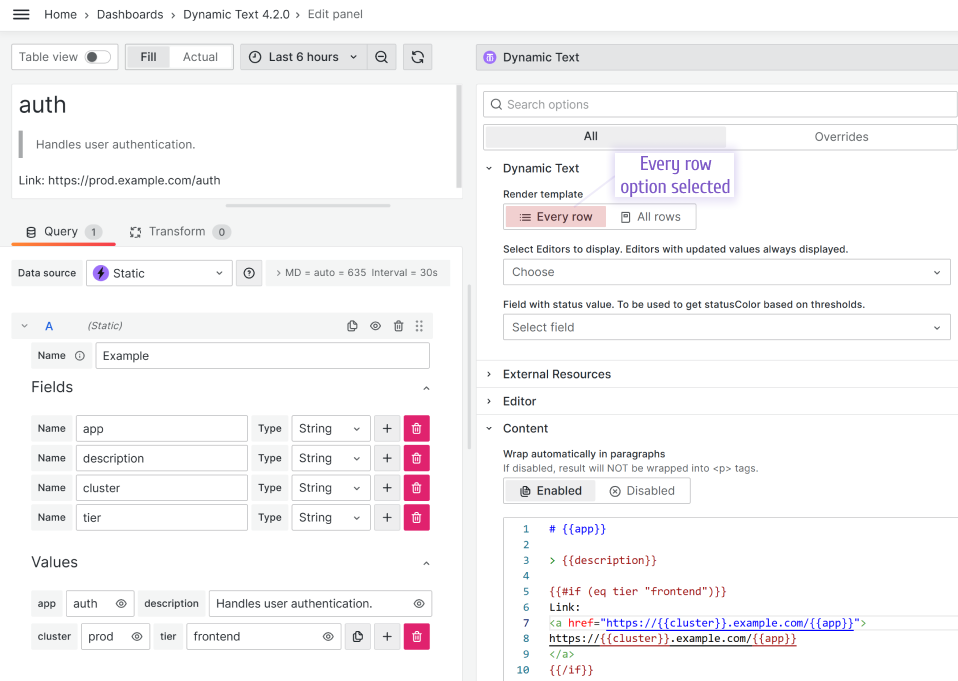 Home › Dashboards › Dynamic Text 4.2.0 › Edit panel
Table view Fill Actual Last 6 hours
Dynamic Text
auth
Handles user authentication.
Link: https://prod.example.com/auth
Query 1 Transform 0
Data source Static > MD = auto = 635 Interval = 30s
A (Static)
Name Example
Fields
Name app Type String
Name description Type String
Name cluster Type String
Name tier Type String
Values
app auth description Handles user authentication.
cluster prod tier frontend
Search options
All Overrides
Dynamic Text
Every row
option selected
Render template
Every row All rows
Select Editors to display. Editors with updated values always displayed.
Choose
Field with status value. To be used to get statusColor based on thresholds.
Select field
External Resources
Editor
Content
Wrap automatically in paragraphs
If disabled, result will NOT be wrapped into <p> tags.
Enabled Disabled
1 # {{app}}
2
3 > {{description}}
4
5 {{#if (eq tier "frontend")}}
6 Link:
7 <a href="https://{{cluster}}.example.com/{{app}}">
8 https://{{cluster}}.example.com/{{app}}
9 </a>
10 {{/if}}